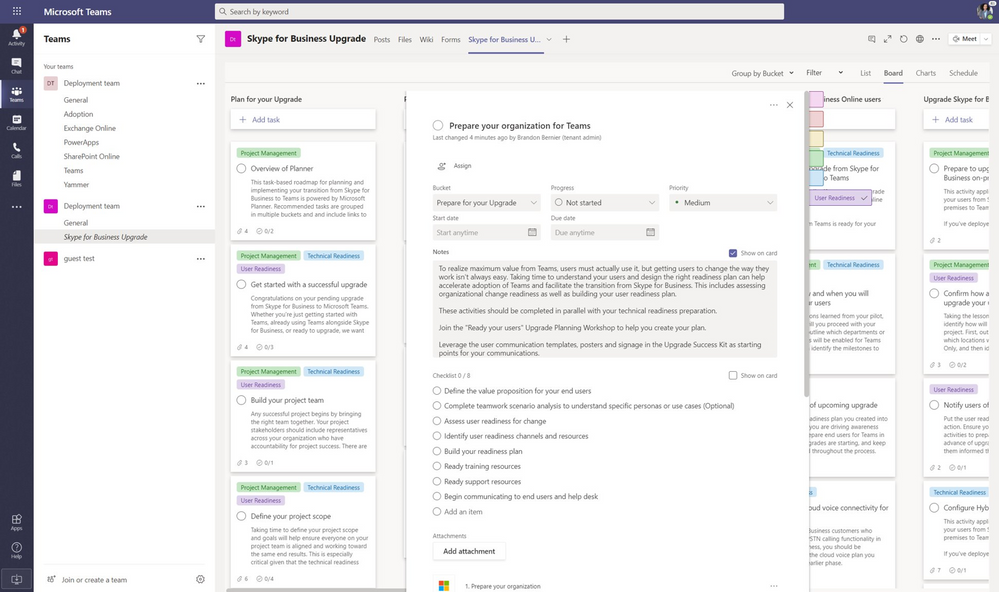 Microsoft Teams
Search by keyword
1
Activity
Chat
Teams
Calendar
Calls
Files
Apps
Help
Teams
Your teams
DT
Deployment team
General
Adoption
Exchange Online
PowerApps
SharePoint Online
Teams
Yammer
Dt
Deployment team
General
Skype for Business Upgrade
gt
guest test
Join or create a team
Dt
Skype for Business Upgrade
Posts
Files
Wiki
Forms
Skype for Business U...
Meet
Group by Bucket
Filter
List
Board
Charts
Schedule
Plan for your Upgrade
Add task
Project Management
Overview of Planner
This task-based roadmap for planning and
implementing your transition from Skype for
Business to Teams is powered by Microsoft
Planner. Recommended tasks are grouped
in multiple buckets and and include links to
4
0/2
Project Management
Technical Readiness
User Readiness
Get started with a successful upgrade
Congratulations on your pending upgrade
from Skype for Business to Microsoft Teams.
Whether you're just getting started with
Teams, already using Teams alongside Skype
for Business, or ready to upgrade, we want
4
0/3
Project Management
Technical Readiness
User Readiness
Build your project team
Any successful project begins by bringing
the right team together. Your project
stakeholders should include representatives
across your organization who have
accountability for project success. There are
3
0/1
Project Management
Technical Readiness
User Readiness
Define your project scope
Taking time to define your project scope
and goals will help ensure everyone on your
project team is aligned and working toward
the same end results. This is especially
critical given that the technical readiness
6
0/4
Prepare your organization for Teams
Last changed 4 minutes ago by Brandon Bernier (tenant admin)
Assign
Bucket
Progress
Priority
Prepare for your Upgrade
Not started
Medium
Start date
Due date
Start anytime
Due anytime
Notes
Show on card
To realize maximum value from Teams, users must actually use it, but getting users to change the way they
work isn't always easy. Taking time to understand your users and design the right readiness plan can help
accelerate adoption of Teams and facilitate the transition from Skype for Business. This includes assessing
organizational change readiness as well as building your user readiness plan.
These activities should be completed in parallel with your technical readiness preparation.
Join the "Ready your users" Upgrade Planning Workshop to help you create your plan.
Leverage the user communication templates, posters and signage in the Upgrade Success Kit as starting
points for your communications.
Checklist 0 / 8
Show on card
Define the value proposition for your end users
Complete teamwork scenario analysis to understand specific personas or use cases (Optional)
Assess user readiness for change
Identify user readiness channels and resources
Build your readiness plan
Ready training resources
Ready support resources
Begin communicating to end users and help desk
Add an item
Attachments
Add attachment
1. Prepare your organization
User Readiness
iness Online users
Technical Readiness
ade from Skype for
o Teams
Teams is ready for your
Technical Readiness
y and when you will
r users
ons learned from your pilot,
ill you proceed with your
outline which departments or
will be enabled for Teams
identify the milestones to
of upcoming upgrade
readiness plan you created into
you are driving awareness
epare end users for Teams in
grades are starting, and keep
throughout the process.
oud voice connectivity for
Business customers who
PSTN calling functionality in
ness, you should be
the cloud voice plan you
earlier phase.
Upgrade Skype for B
Add task
Project Management
Prepare to upg
Business on-pr
This activity appl
your users from
premises to Team
If you've deploye
2
Project Management
User Readiness
Confirm how a
upgrade your
Taking the lesson
identify how will
project. First, out
which locations w
Only, and then id
3
0/2
User Readiness
Notify users of
Put the user read
action. Ensure yo
activities to prepa
advance of upgra
them informed th
2
0/1
Technical Readiness
Configure Hyb
This activity appl
your users from S
premises to Team
If you've deploye
7
0/1